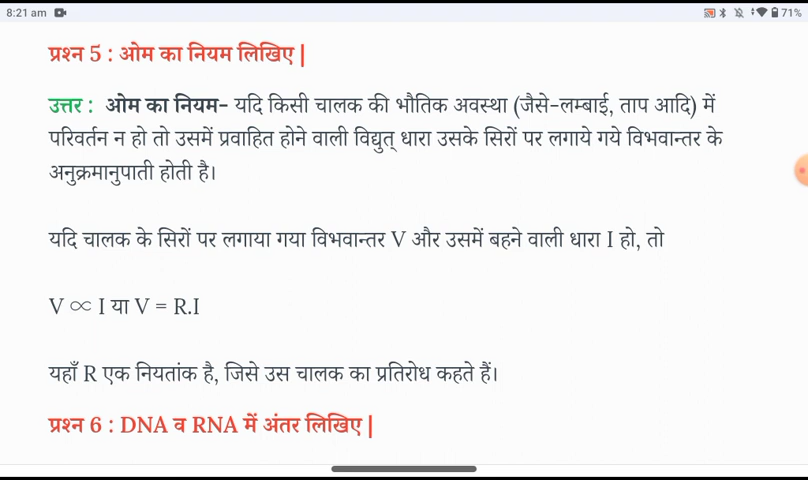 8:21 am
71%
प्रश्न 5 : ओम का नियम लिखिए |
उत्तर : ओम का नियम- यदि किसी चालक की भौतिक अवस्था (जैसे-लम्बाई, ताप आदि) में
परिवर्तन न हो तो उसमें प्रवाहित होने वाली विद्युत् धारा उसके सिरों पर लगाये गये विभवान्तर के
अनुक्रमानुपाती होती है।
यदि चालक के सिरों पर लगाया गया विभवान्तर V और उसमें बहने वाली धारा I हो, तो
V ∝ I या V = R.I
यहाँ R एक नियतांक है, जिसे उस चालक का प्रतिरोध कहते हैं।
प्रश्न 6 : DNA व RNA में अंतर लिखिए |